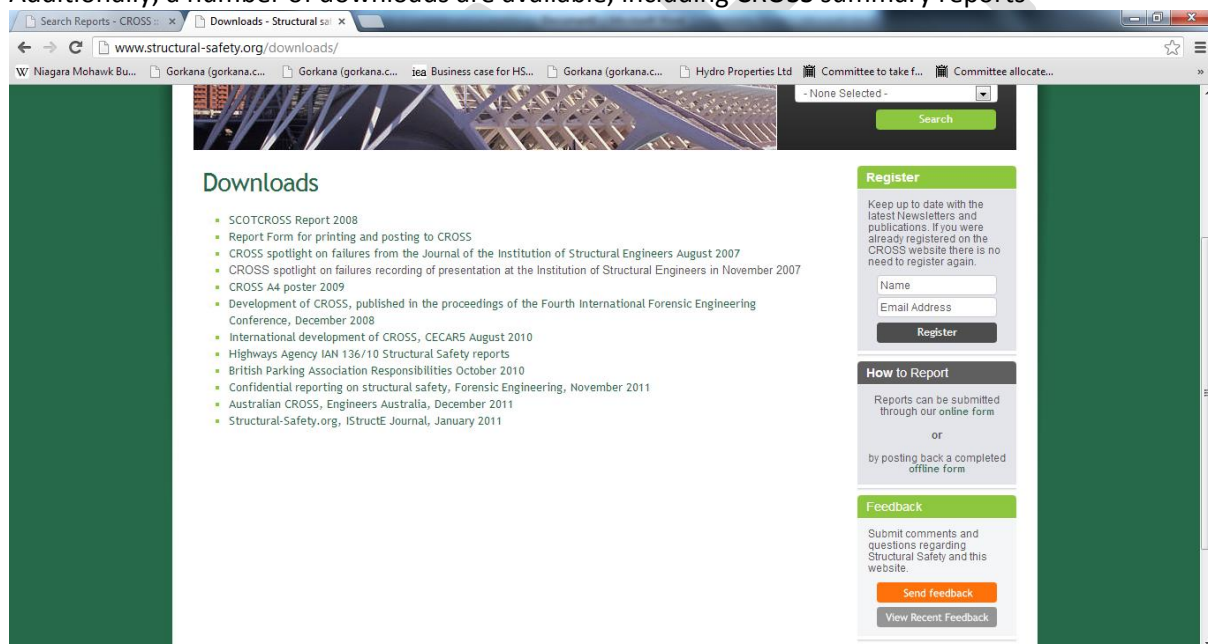 Additionally, a number of downloads are available, including CROSS summary reports
Search Reports - CROSS ::
Downloads - Structural sa
www.structural-safety.org/downloads/
Niagara Mohawk Bu...
Gorkana (gorkana.c...
Gorkana (gorkana.c...
iea Business case for HS...
Gorkana (gorkana.c...
Hydro Properties Ltd
Committee to take f...
Committee allocate...
- None Selected -
Search
Downloads
SCOTCROSS Report 2008
Report Form for printing and posting to CROSS
CROSS spotlight on failures from the Journal of the Institution of Structural Engineers August 2007
CROSS spotlight on failures recording of presentation at the Institution of Structural Engineers in November 2007
CROSS A4 poster 2009
Development of CROSS, published in the proceedings of the Fourth International Forensic Engineering
Conference, December 2008
International development of CROSS, CECAR5 August 2010
Highways Agency IAN 136/10 Structural Safety reports
British Parking Association Responsibilities October 2010
Confidential reporting on structural safety, Forensic Engineering, November 2011
Australian CROSS, Engineers Australia, December 2011
Structural-Safety.org, IStructE Journal, January 2011
Register
Keep up to date with the
latest Newsletters and
publications. If you were
already registered on the
CROSS website there is no
need to register again.
Name
Email Address
Register
How to Report
Reports can be submitted
through our online form
or
by posting back a completed
offline form
Feedback
Submit comments and
questions regarding
Structural Safety and this
website.
Send feedback
View Recent Feedback